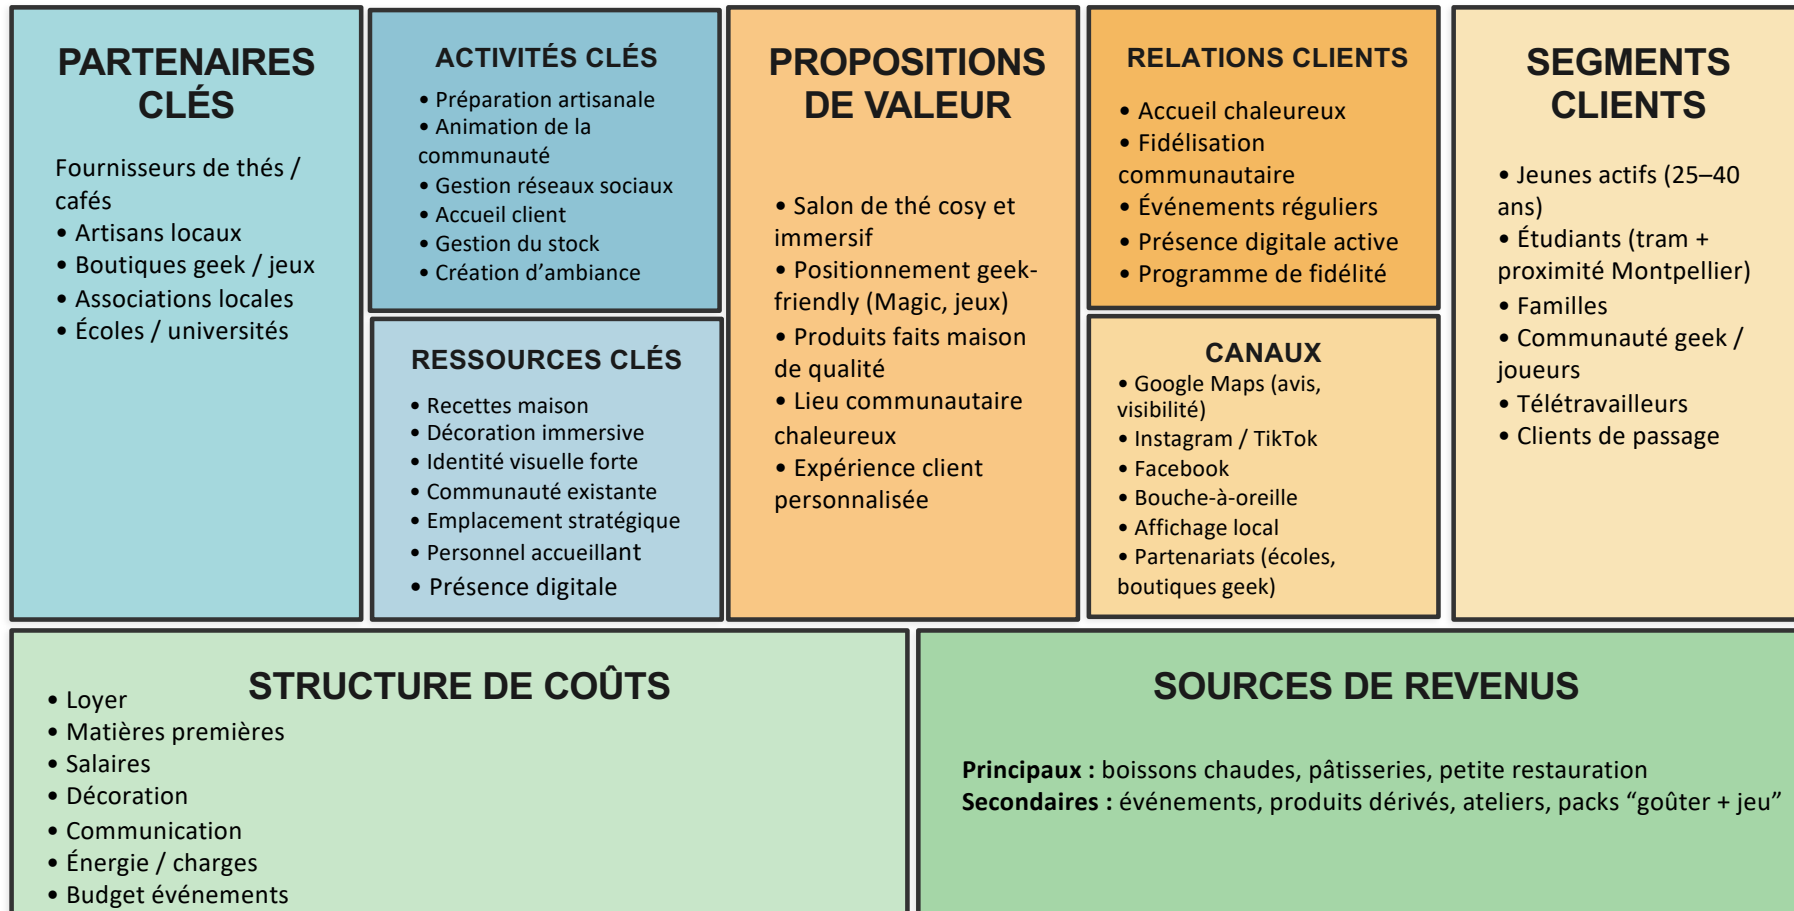 PARTENAIRES
CLÉS
Fournisseurs de thés /
cafés
• Artisans locaux
• Boutiques geek / jeux
• Associations locales
• Écoles / universités
ACTIVITÉS CLÉS
• Préparation artisanale
• Animation de la
communauté
• Gestion réseaux sociaux
• Accueil client
• Gestion du stock
• Création d’ambiance
RESSOURCES CLÉS
• Recettes maison
• Décoration immersive
• Identité visuelle forte
• Communauté existante
• Emplacement stratégique
• Personnel accueillant
• Présence digitale
PROPOSITIONS
DE VALEUR
• Salon de thé cosy et
immersif
• Positionnement geek-
friendly (Magic, jeux)
• Produits faits maison
de qualité
• Lieu communautaire
chaleureux
• Expérience client
personnalisée
RELATIONS CLIENTS
• Accueil chaleureux
• Fidélisation
communautaire
• Événements réguliers
• Présence digitale active
• Programme de fidélité
CANAUX
• Google Maps (avis,
visibilité)
• Instagram / TikTok
• Facebook
• Bouche-à-oreille
• Affichage local
• Partenariats (écoles,
boutiques geek)
SEGMENTS
CLIENTS
• Jeunes actifs (25–40
ans)
• Étudiants (tram +
proximité Montpellier)
• Familles
• Communauté geek /
joueurs
• Télétravailleurs
• Clients de passage
STRUCTURE DE COÛTS
• Loyer
• Matières premières
• Salaires
• Décoration
• Communication
• Énergie / charges
• Budget événements
SOURCES DE REVENUS
Principaux : boissons chaudes, pâtisseries, petite restauration
Secondaires : événements, produits dérivés, ateliers, packs “goûter + jeu”